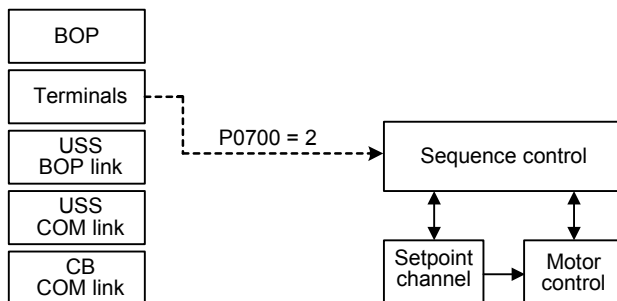 BOP
Terminals
USS
BOP link
USS
COM link
CB
COM link
P0700 = 2
Sequence control
Setpoint
channel
Motor
control